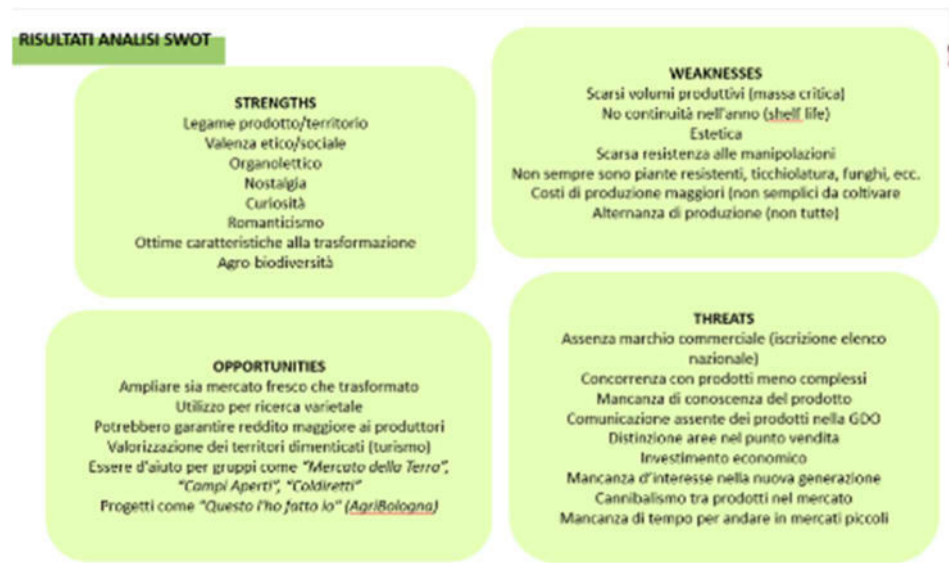 RISULTATI ANALISI SWOT
STRENGTHS
Legame prodotto/territorio
Valenza etico/sociale
Organolettico
Nostalgia
Curiosità
Romanticismo
Ottime caratteristiche alla trasformazione
Agro biodiversità
WEAKNESSES
Scarsi volumi produttivi (massa critica)
No continuità nell'anno (shelf life)
Estetica
Scarsa resistenza alle manipolazioni
Non sempre sono piante resistenti, ticchiolatura, funghi, ecc.
Costi di produzione maggiori (non semplici da coltivare
Alternanza di produzione (non tutte)
OPPORTUNITIES
Ampliare sia mercato fresco che trasformato
Utilizzo per ricerca varietale
Potrebbero garantire reddito maggiore ai produttori
Valorizzazione dei territori dimenticati (turismo)
Essere d'aiuto per gruppi come "Mercato della Terra",
"Campi Aperti", "Coldiretti"
Progetti come "Questo l'ho fatto io" (AgriBologna)
THREATS
Assenza marchio commerciale (iscrizione elenco
nazionale)
Concorrenza con prodotti meno complessi
Mancanza di conoscenza del prodotto
Comunicazione assente dei prodotti nella GDO
Distinzione aree nel punto vendita
Investimento economico
Mancanza d'interesse nella nuova generazione
Cannibalismo tra prodotti nel mercato
Mancanza di tempo per andare in mercati piccoli